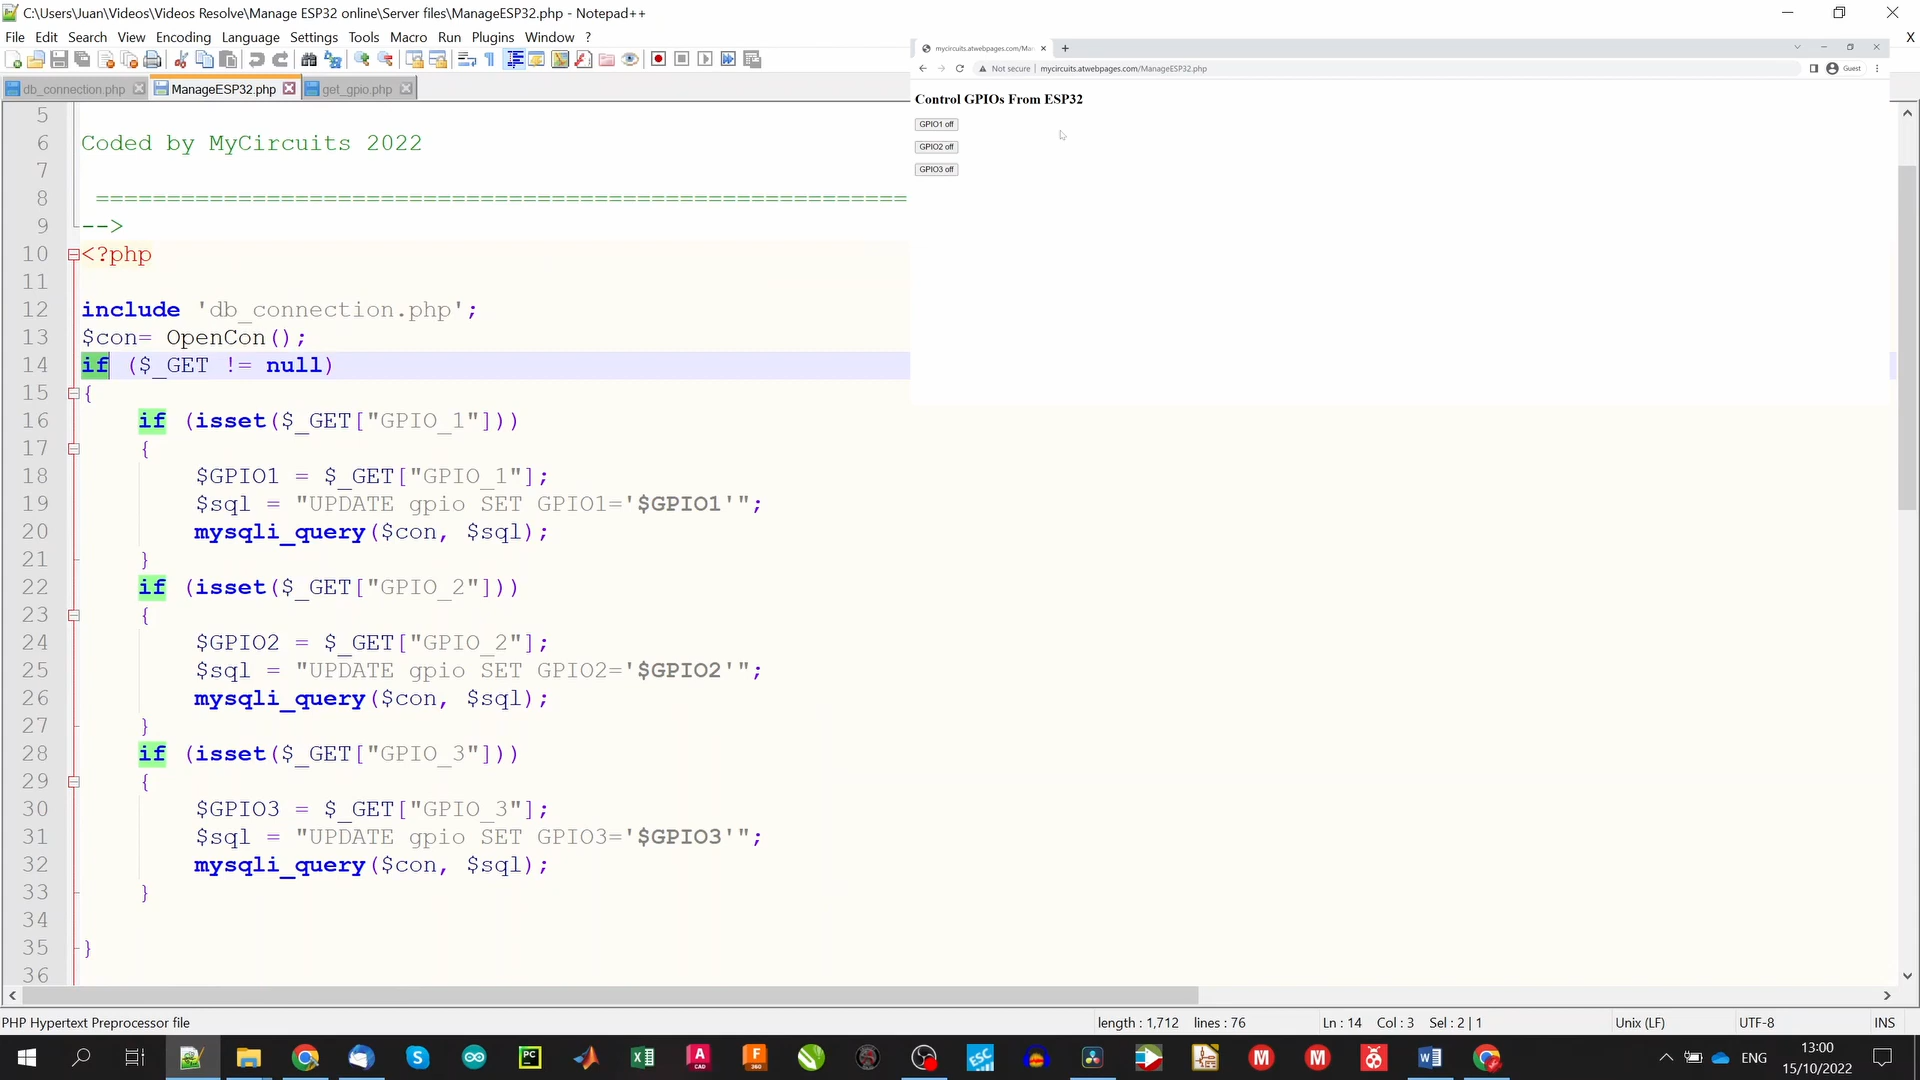 C:\Users\Juan\Videos\Videos Resolve\Manage ESP32 online\Server files\ManageESP32.php - Notepad++
File Edit Search View Encoding Language Settings Tools Macro Run Plugins Window ? X
db_connection.php ManageESP32.php get_gpio.php
5
6 Coded by MyCircuits 2022
7
8 =========================================================
9 -->
10 <?php
11
12 include 'db_connection.php';
13 $con= OpenCon();
14 if ($_GET != null)
15 {
16 if (isset($_GET["GPIO_1"]))
17 {
18 $GPIO1 = $_GET["GPIO_1"];
19 $sql = "UPDATE gpio SET GPIO1='$GPIO1'";
20 mysqli_query($con, $sql);
21 }
22 if (isset($_GET["GPIO_2"]))
23 {
24 $GPIO2 = $_GET["GPIO_2"];
25 $sql = "UPDATE gpio SET GPIO2='$GPIO2'";
26 mysqli_query($con, $sql);
27 }
28 if (isset($_GET["GPIO_3"]))
29 {
30 $GPIO3 = $_GET["GPIO_3"];
31 $sql = "UPDATE gpio SET GPIO3='$GPIO3'";
32 mysqli_query($con, $sql);
33 }
34
35 }
36
mycircuits.atwebpages.com/Man
Not secure mycircuits.atwebpages.com/ManageESP32.php Guest
Control GPIOs From ESP32
GPIO1 off
GPIO2 off
GPIO3 off
PHP Hypertext Preprocessor file length : 1,712 lines : 76 Ln : 14 Col : 3 Sel : 2 | 1 Unix (LF) UTF-8 INS
ENG
13:00
15/10/2022